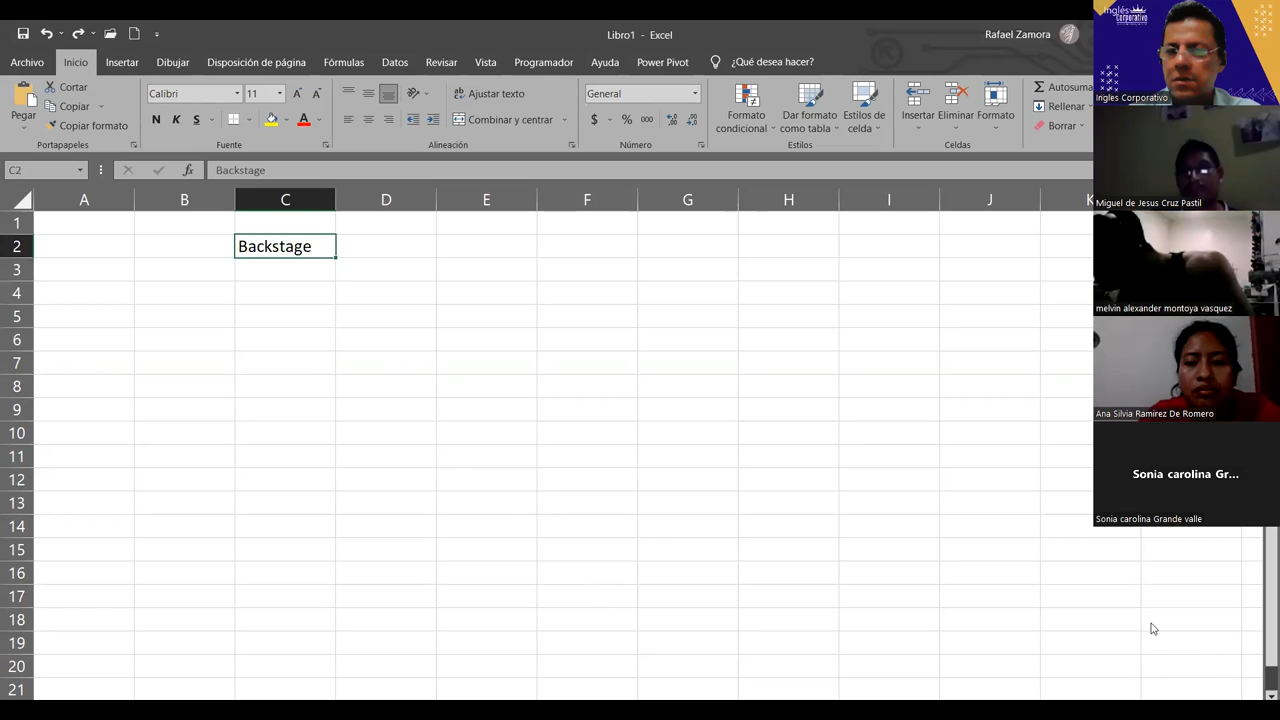 Libro1 - Excel
Rafael Zamora
Archivo Inicio Insertar Dibujar Disposición de página Fórmulas Datos Revisar Vista Programador Ayuda Power Pivot ¿Qué desea hacer?
Pegar
Cortar
Copiar
Copiar formato
Portapapeles
Calibri 11
N K S
Fuente
Ajustar texto
Combinar y centrar
Alineación
General
$ % 000
Número
Formato condicional
Dar formato como tabla
Estilos de celda
Estilos
Insertar Eliminar Formato
Celdas
Autosuma
Rellenar
Borrar
C2 fx Backstage
A B C D E F G H I J K
1
2 Backstage
3
4
5
6
7
8
9
10
11
12
13
14
15
16
17
18
19
20
21
Inglés
Corporativo
Ingles Corporativo
Miguel de Jesus Cruz Pastil
melvin alexander montoya vasquez
Ana Silvia Ramirez De Romero
Sonia carolina Gr...
Sonia carolina Grande valle